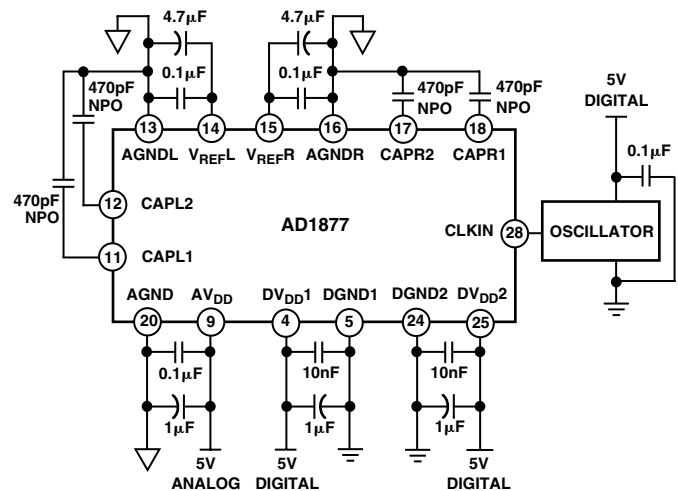 4.7µF
4.7µF
0.1µF
0.1µF
470pF
NPO
470pF
NPO
470pF
NPO
5V
DIGITAL
13
14
15
16
17
18
AGNDL
VREFL
VREFR
AGNDR
CAPR2
CAPR1
0.1µF
470pF
NPO
12
CAPL2
AD1877
CLKIN
28
OSCILLATOR
11
CAPL1
AGND
AVDD
DVDD1
DGND1
DGND2
DVDD2
20
9
4
5
24
25
0.1µF
10nF
10nF
1µF
1µF
1µF
5V
ANALOG
5V
DIGITAL
5V
DIGITAL